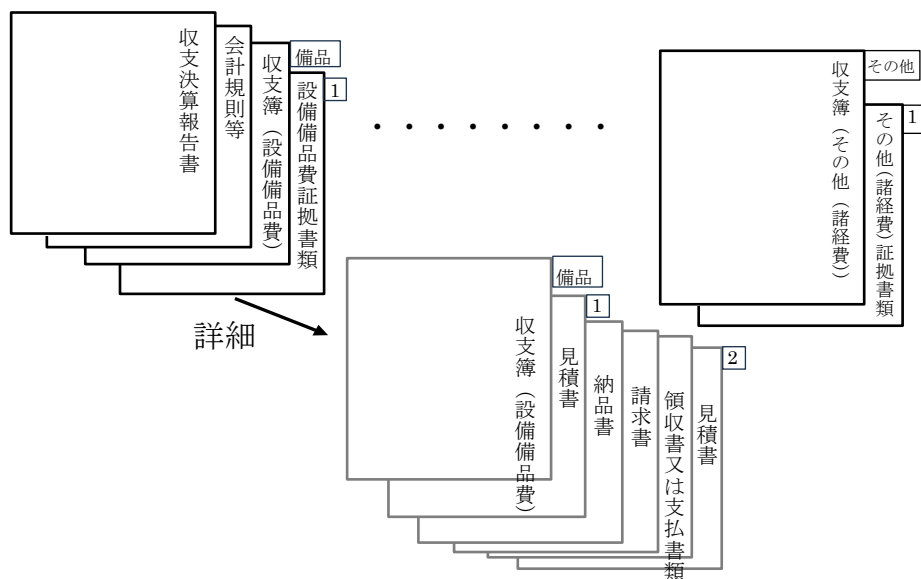 収支決算報告書
会計規則等
収支簿（設備備品費）
備品
設備備品費証拠書類
1
・・・・・・・・
収支簿（その他（諸経費））
その他
その他（諸経費）証拠書類
1
詳細
収支簿（設備備品費）
備品
見積書
1
納品書
請求書
領収書又は支払書類
見積書
2